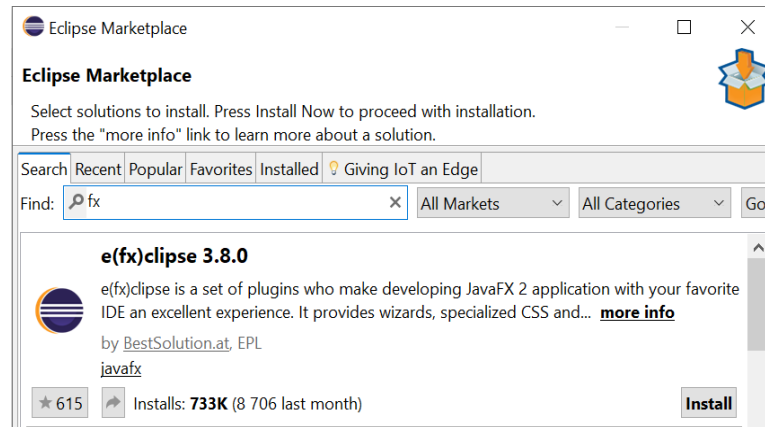 Eclipse Marketplace
Eclipse Marketplace
Select solutions to install. Press Install Now to proceed with installation.
Press the "more info" link to learn more about a solution.
Search Recent Popular Favorites Installed Giving IoT an Edge
Find: fx All Markets All Categories Go
e(fx)clipse 3.8.0
e(fx)clipse is a set of plugins who make developing JavaFX 2 application with your favorite
IDE an excellent experience. It provides wizards, specialized CSS and... more info
by BestSolution.at, EPL
javafx
615 Installs: 733K (8 706 last month) Install